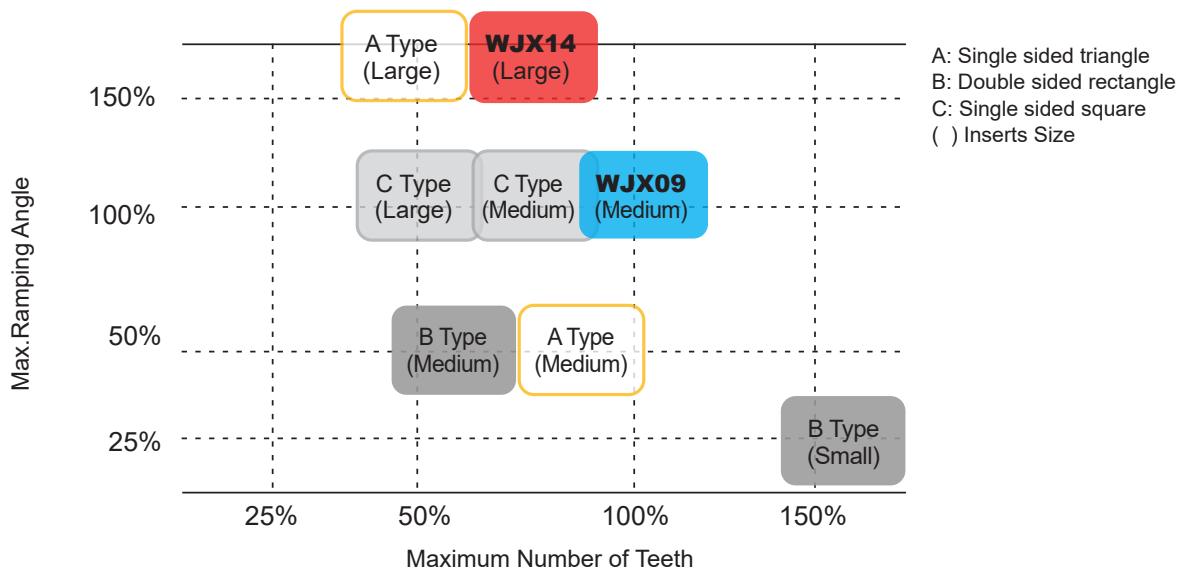 A Type
(Large)
WJX14
(Large)
A: Single sided triangle
B: Double sided rectangle
C: Single sided square
( ) Inserts Size
150%
C Type
(Large)
C Type
(Medium)
WJX09
(Medium)
100%
Max.Ramping Angle
50%
B Type
(Medium)
A Type
(Medium)
25%
B Type
(Small)
25%
50%
100%
150%
Maximum Number of Teeth